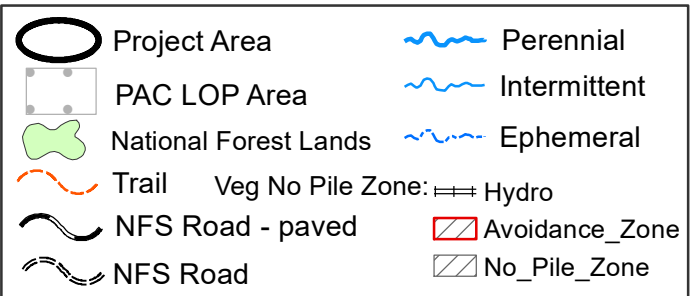 Project Area
PAC LOP Area
National Forest Lands
Trail
NFS Road - paved
NFS Road
Perennial
Intermittent
Ephemeral
Veg No Pile Zone:
Hydro
Avoidance_Zone
No_Pile_Zone